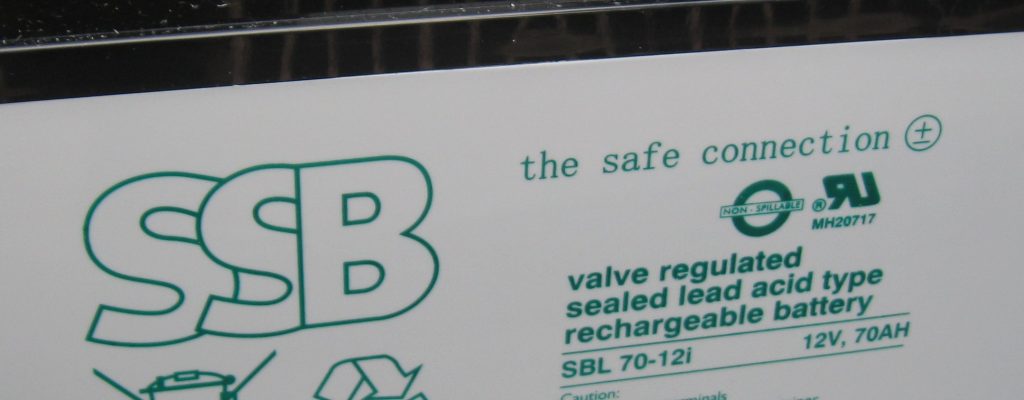 SSB
the safe connection ±
NON - SPILLABLE
® RU
MH20717
valve regulated
sealed lead acid type
rechargeable battery
SBL 70-12i 12V, 70AH
Caution: